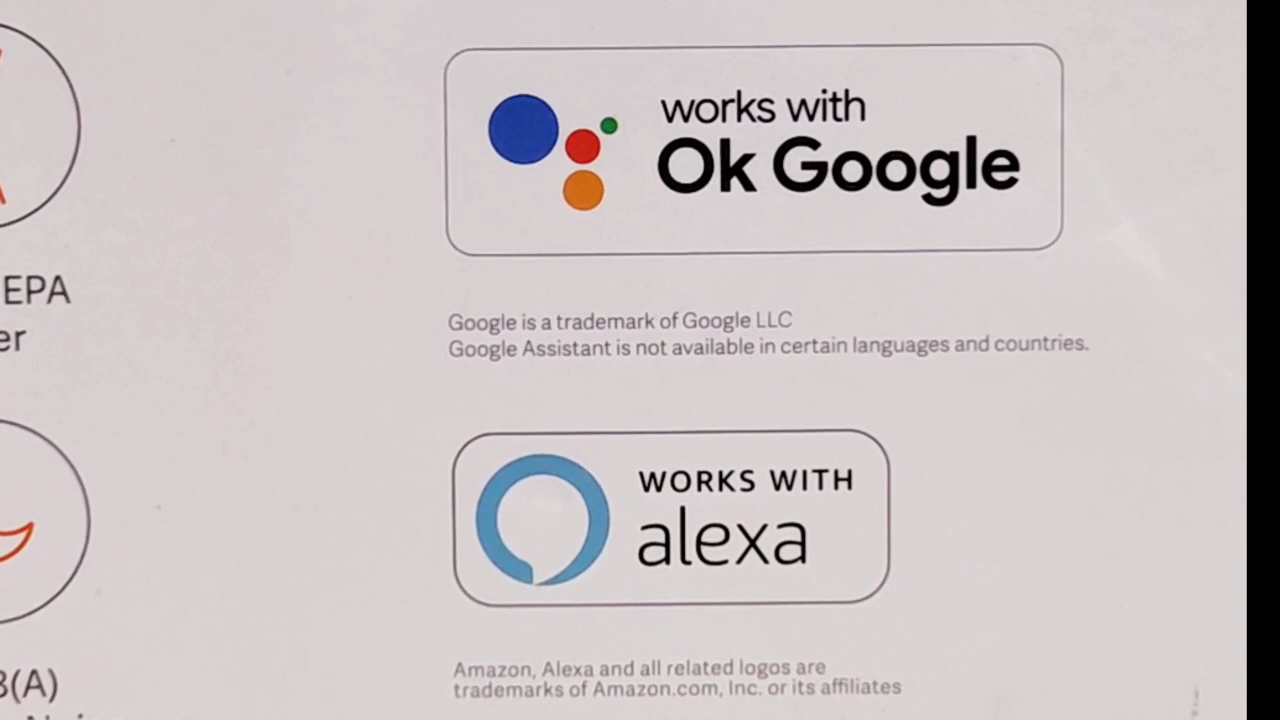 works with
Ok Google
Google is a trademark of Google LLC
Google Assistant is not available in certain languages and countries.
WORKS WITH
alexa
Amazon, Alexa and all related logos are
trademarks of Amazon.com, Inc. or its affiliates
EPA
er
(A)